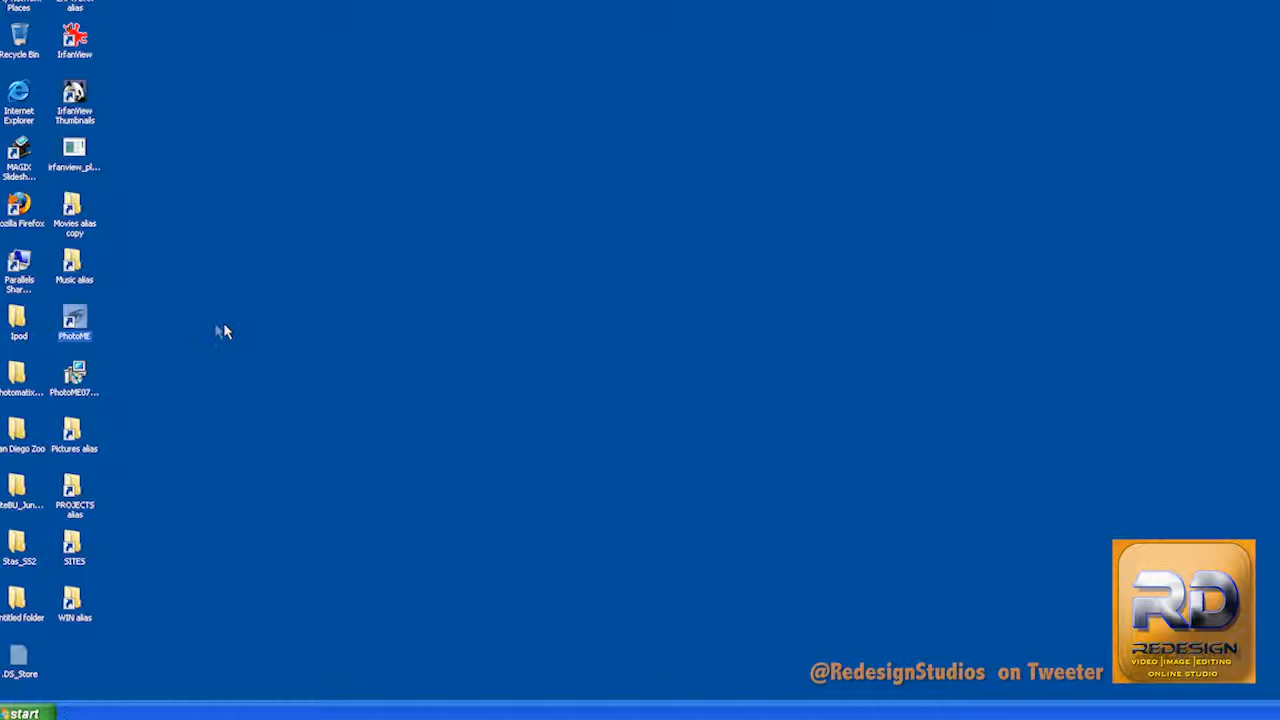 Places
alias
Recycle Bin
IrfanView
Internet
Explorer
IrfanView
Thumbnails
MAGIX
Slidesh...
irfanview_pl...
ozilla Firefox
Movies alias
copy
Parallels
Shar...
Music alias
Ipod
PhotoME
hotomatix...
PhotoME07...
an Diego Zoo
Pictures alias
teBU_Jun...
PROJECTS
alias
Stas_SS2
SITES
ntitled folder
WIN alias
.DS_Store
@RedesignStudios on Tweeter
RD
REDESIGN
VIDEO |IMAGE |EDITING
ONLINE STUDIO
start